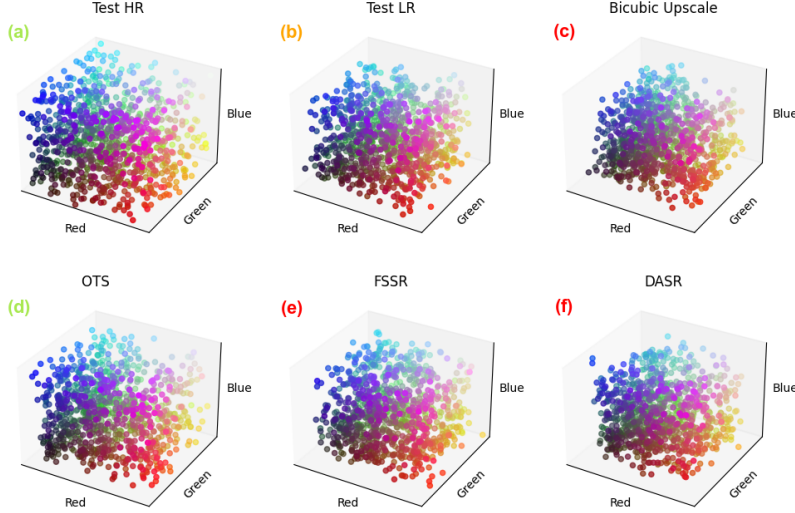 Test HR
Test LR
Bicubic Upscale
(a)
(b)
(c)
Blue
Blue
Blue
Green
Green
Green
Red
Red
Red
OTS
FSSR
DASR
(d)
(e)
(f)
Blue
Blue
Blue
Green
Green
Green
Red
Red
Red